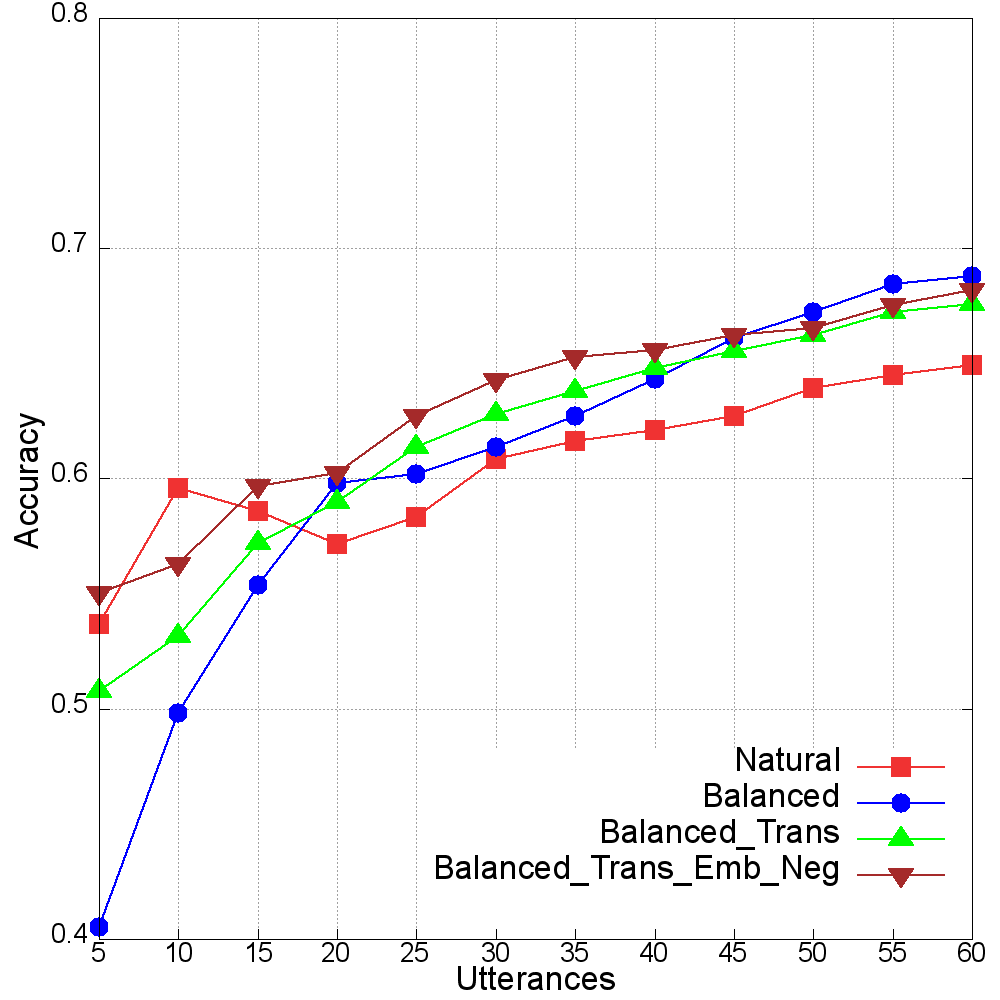 0.8
0.7
0.6
0.5
0.4
Accuracy
5 10 15 20 25 30 35 40 45 50 55 60
Utterances
Natural
Balanced
Balanced_Trans
Balanced_Trans_Emb_Neg